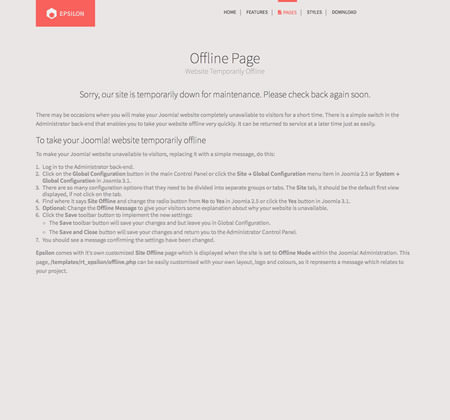 EPSILON
HOME
FEATURES
PAGES
STYLES
DOWNLOAD
Offline Page
Website Temporarily Offline
Sorry, our site is temporarily down for maintenance. Please check back again soon.
There may be occasions when you will make your Joomla! website completely unavailable to visitors for a short time. There is a simple switch in the
Administrator back-end that enables you to take your website offline very quickly. It can be returned to service at a later time just as easily.
To take your Joomla! website temporarily offline
To make your Joomla! website unavailable to visitors, replacing it with a simple message, do this:
1. Log in to the Administrator back-end.
2. Click on the Global Configuration button in the main Control Panel or click the Site + Global Configuration menu item in Joomla 2.5 or System +
Global Configuration in Joomla 3.1.
3. There are so many configuration options that they need to be divided into separate groups or tabs. The Site tab, it should be the default first view
displayed, if not click on the tab.
4. Find where it says Site Offline and change the radio button from No to Yes in Joomla 2.5 or click the Yes button in Joomla 3.1.
5. Optional: Change the Offline Message to give your visitors some explanation about why your website is unavailable.
6. Click the Save toolbar button to implement the new settings:
The Save toolbar button will save your changes and but leave you in Global Configuration.
The Save and Close button will save your changes and return you to the Administrator Control Panel.
7. You should see a message confirming the settings have been changed.
Epsilon comes with it's own customized Site Offline page which is displayed when the site is set to Offline Mode within the Joomla! Administration. This
page, /templates/rt_epsilon/offline.php can be easily customised with your own layout, logo and colours, so it represents a message which relates to
your project.